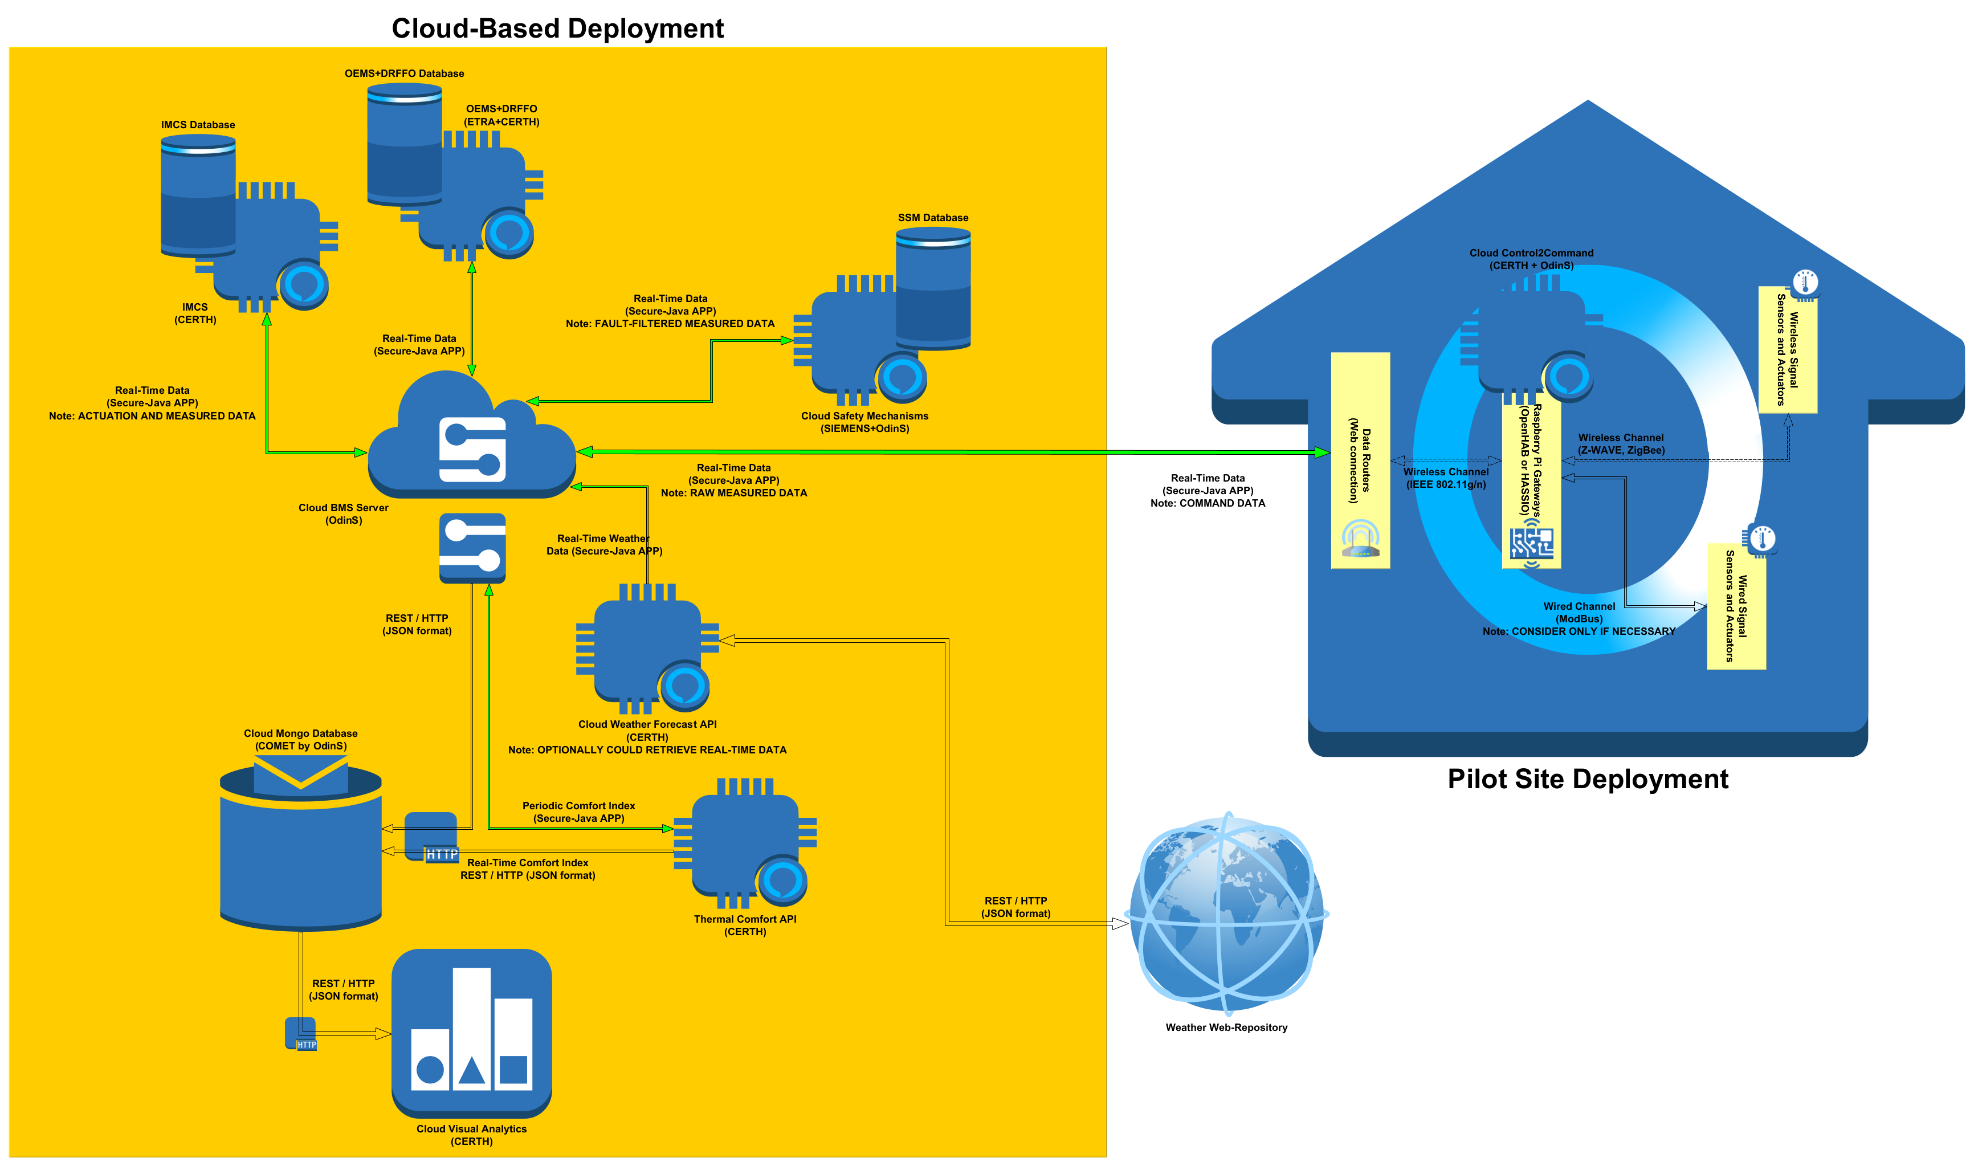 Cloud-Based Deployment
OEMS+DRFFO Database
OEMS+DRFFO
(ETRA+CERTH)
IMCS Database
IMCS
(CERTH)
SSM Database
Real-Time Data
(Secure-Java APP)
Note: FAULT-FILTERED MEASURED DATA
Real-Time Data
(Secure-Java APP)
Real-Time Data
(Secure-Java APP)
Note: ACTUATION AND MEASURED DATA
Cloud Safety Mechanisms
(SIEMENS+OdinS)
Real-Time Data
(Secure-Java APP)
Note: RAW MEASURED DATA
Cloud BMS Server
(OdinS)
Real-Time Weather
Data (Secure-Java APP)
REST / HTTP
(JSON format)
Cloud Weather Forecast API
(CERTH)
Note: OPTIONALLY COULD RETRIEVE REAL-TIME DATA
Cloud Mongo Database
(COMET by OdinS)
Periodic Comfort Index
(Secure-Java APP)
HTTP
Real-Time Comfort Index
REST / HTTP (JSON format)
Thermal Comfort API
(CERTH)
REST / HTTP
(JSON format)
REST / HTTP
(JSON format)
HTTP
Cloud Visual Analytics
(CERTH)
Weather Web-Repository
Real-Time Data
(Secure-Java APP)
Note: COMMAND DATA
Cloud Control2Command
(CERTH + OdinS)
Data Routers
(Web connection)
Wireless Channel
(IEEE 802.11g/n)
Raspberry Pi Gateways
(OpenHAB or HASSIO)
Wireless Channel
(Z-WAVE, ZigBee)
Wireless Signal
Sensors and Actuators
Wired Channel
(ModBus)
Note: CONSIDER ONLY IF NECESSARY
Wired Signal
Sensors and Actuators
Pilot Site Deployment